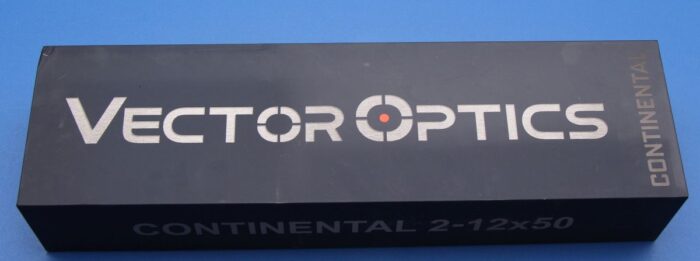 VECTOR OPTICS
CONTINENTAL
CONTINENTAL 2-12x50